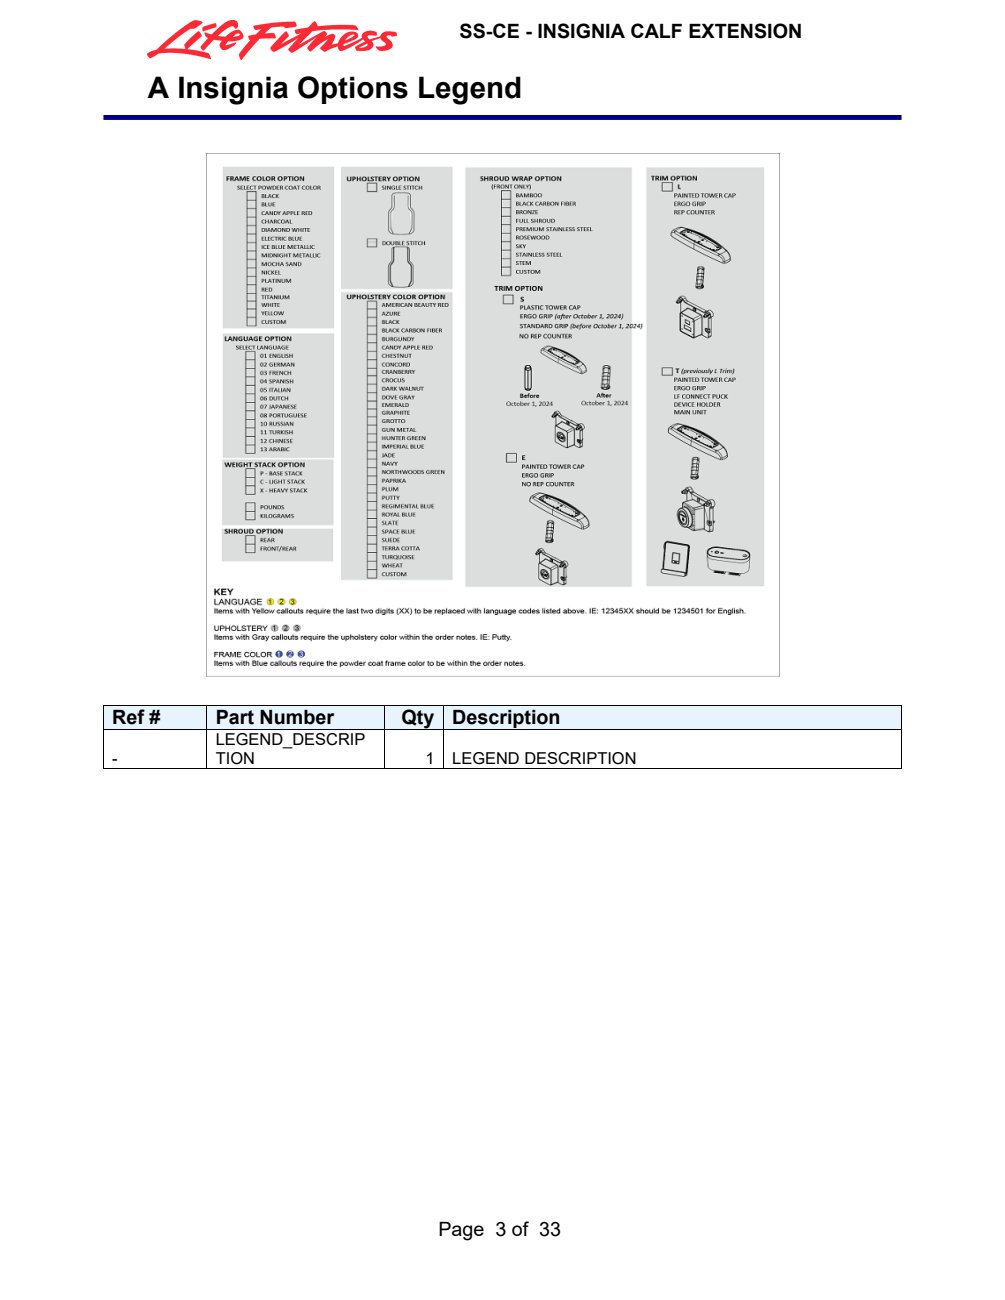 Life Fitness
SS-CE - INSIGNIA CALF EXTENSION
A Insignia Options Legend
FRAME COLOR OPTION
SELECT POWDER COAT COLOR
BLACK
BLUE
CANDY APPLE RED
CHARCOAL
DIAMOND WHITE
ELECTRIC BLUE
ICE BLUE METALLIC
MIDNIGHT METALLIC
MOCHA SAND
NICKEL
PLATINUM
RED
TITANIUM
WHITE
YELLOW
CUSTOM
LANGUAGE OPTION
SELECT LANGUAGE
01 ENGLISH
02 GERMAN
03 FRENCH
04 SPANISH
05 ITALIAN
06 DUTCH
07 JAPANESE
08 PORTUGUESE
10 RUSSIAN
11 TURKISH
12 CHINESE
13 ARABIC
WEIGHT STACK OPTION
P - BASE STACK
C - LIGHT STACK
X - HEAVY STACK
POUNDS
KILOGRAMS
SHROUD OPTION
REAR
FRONT/REAR
UPHOLSTERY OPTION
SINGLE STITCH
DOUBLE STITCH
UPHOLSTERY COLOR OPTION
AMERICAN BEAUTY RED
AZURE
BLACK
BLACK CARBON FIBER
BURGUNDY
CANDY APPLE RED
CHESTNUT
CONCORD
CRANBERRY
CROCUS
DARK WALNUT
DOVE GRAY
EMERALD
GRAPHITE
GROTTO
GUN METAL
HUNTER GREEN
IMPERIAL BLUE
JADE
NAVY
NORTHWOODS GREEN
PAPRIKA
PLUM
PUTTY
REGIMENTAL BLUE
ROYAL BLUE
SLATE
SPACE BLUE
SUEDE
TERRA COTTA
TURQUOISE
WHEAT
CUSTOM
SHROUD WRAP OPTION
(FRONT ONLY)
BAMBOO
BLACK CARBON FIBER
BRONZE
FULL SHROUD
PREMIUM STAINLESS STEEL
ROSEWOOD
SKY
STAINLESS STEEL
STEM
CUSTOM
TRIM OPTION
S
PLASTIC TOWER CAP
ERGO GRIP (after October 1, 2024)
STANDARD GRIP (before October 1, 2024)
NO REP COUNTER
Before
October 1, 2024
After
October 1, 2024
E
PAINTED TOWER CAP
ERGO GRIP
NO REP COUNTER
TRIM OPTION
L
PAINTED TOWER CAP
ERGO GRIP
REP COUNTER
T (previously L Trim)
PAINTED TOWER CAP
ERGO GRIP
LF CONNECT PUCK
DEVICE HOLDER
MAIN UNIT
KEY
LANGUAGE 1 2 3
Items with Yellow callouts require the last two digits (XX) to be replaced with language codes listed above. IE: 12345XX should be 1234501 for English.
UPHOLSTERY 1 2 3
Items with Gray callouts require the upholstery color within the order notes. IE: Putty.
FRAME COLOR 1 2 3
Items with Blue callouts require the powder coat frame color to be within the order notes.
Ref # Part Number Qty Description
LEGEND_DESCRIP
- TION 1 LEGEND DESCRIPTION
Page 3 of 33